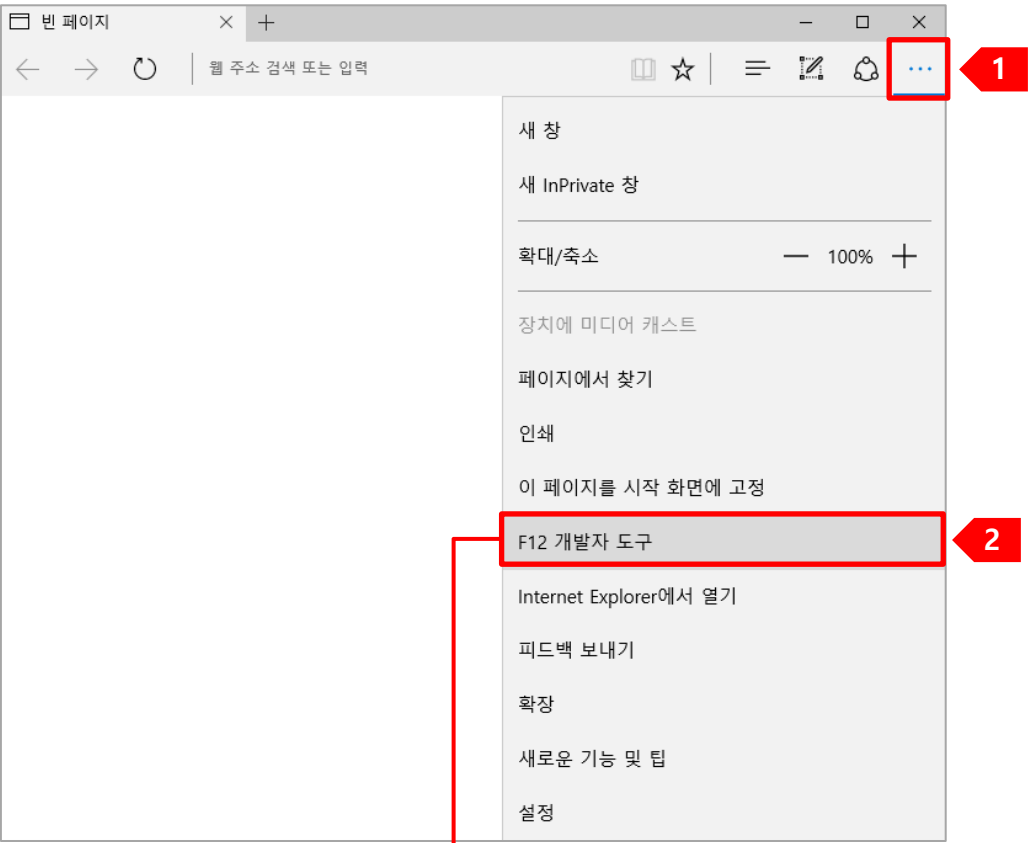 빈 페이지
웹 주소 검색 또는 입력
1
새 창
새 InPrivate 창
확대/축소 100%
장치에 미디어 캐스트
페이지에서 찾기
인쇄
이 페이지를 시작 화면에 고정
F12 개발자 도구
2
Internet Explorer에서 열기
피드백 보내기
확장
새로운 기능 및 팁
설정